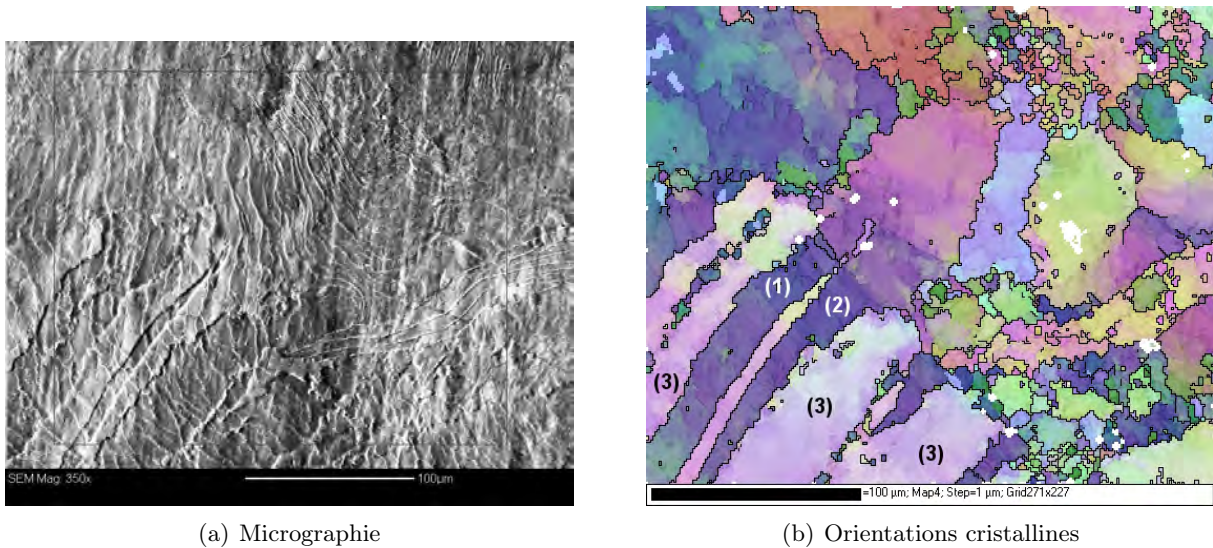 SEM Mag: 350x
100µm
(1)
(2)
(3)
(3)
(3)
=100 µm; Map4; Step=1 µm; Grid271x227
(a) Micrographie
(b) Orientations cristallines